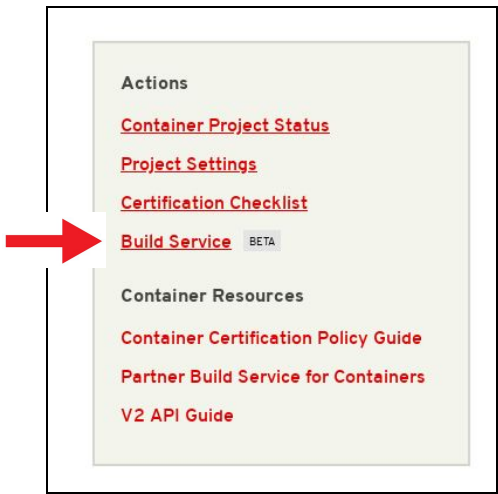 Actions
Container Project Status
Project Settings
Certification Checklist
Build Service BETA
Container Resources
Container Certification Policy Guide
Partner Build Service for Containers
V2 API Guide